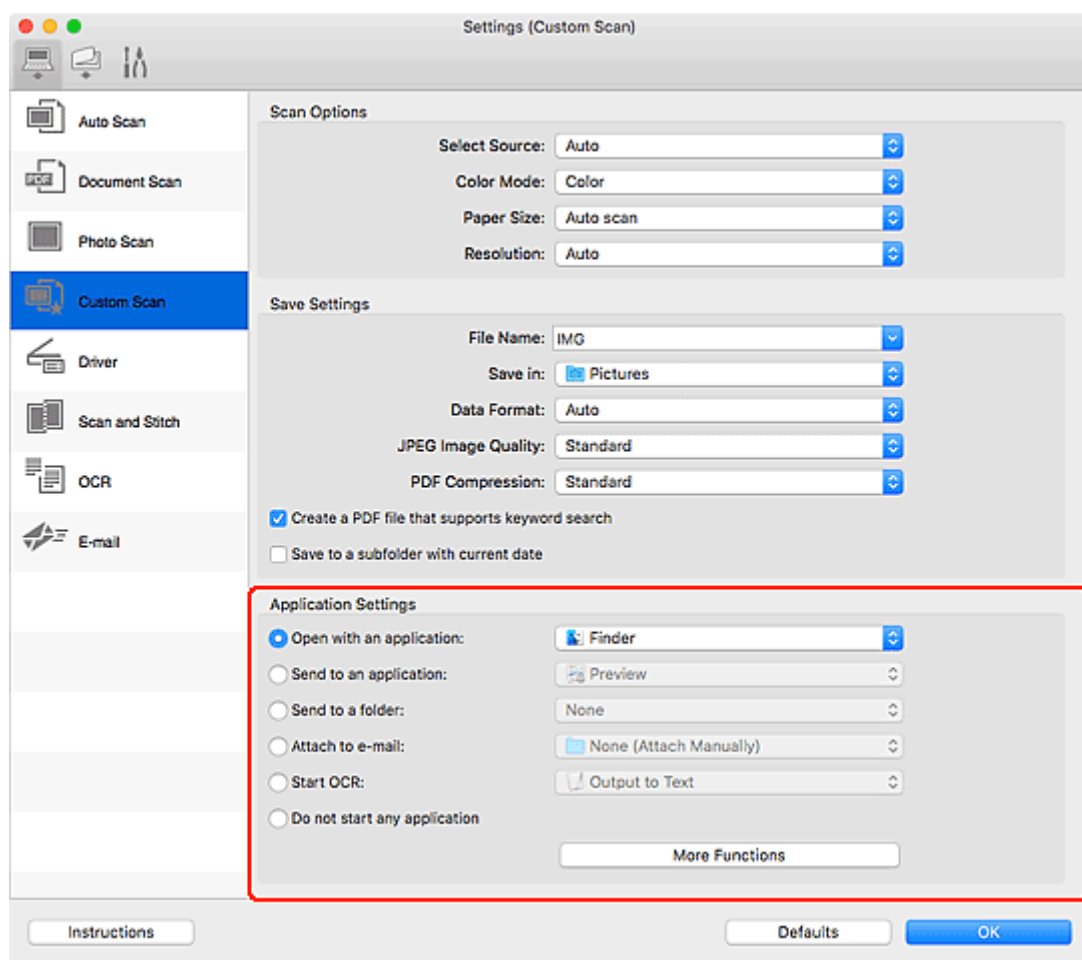 Settings (Custom Scan)
Auto Scan
PDF
Document Scan
Photo Scan
Custom Scan
Driver
Scan and Stitch
OCR
E-mail
Scan Options
Select Source: Auto
Color Mode: Color
Paper Size: Auto scan
Resolution: Auto
Save Settings
File Name: IMG
Save in: Pictures
Data Format: Auto
JPEG Image Quality: Standard
PDF Compression: Standard
Create a PDF file that supports keyword search
Save to a subfolder with current date
Application Settings
Open with an application: Finder
Send to an application: Preview
Send to a folder: None
Attach to e-mail: None (Attach Manually)
Start OCR: Output to Text
Do not start any application
More Functions
Instructions Defaults OK